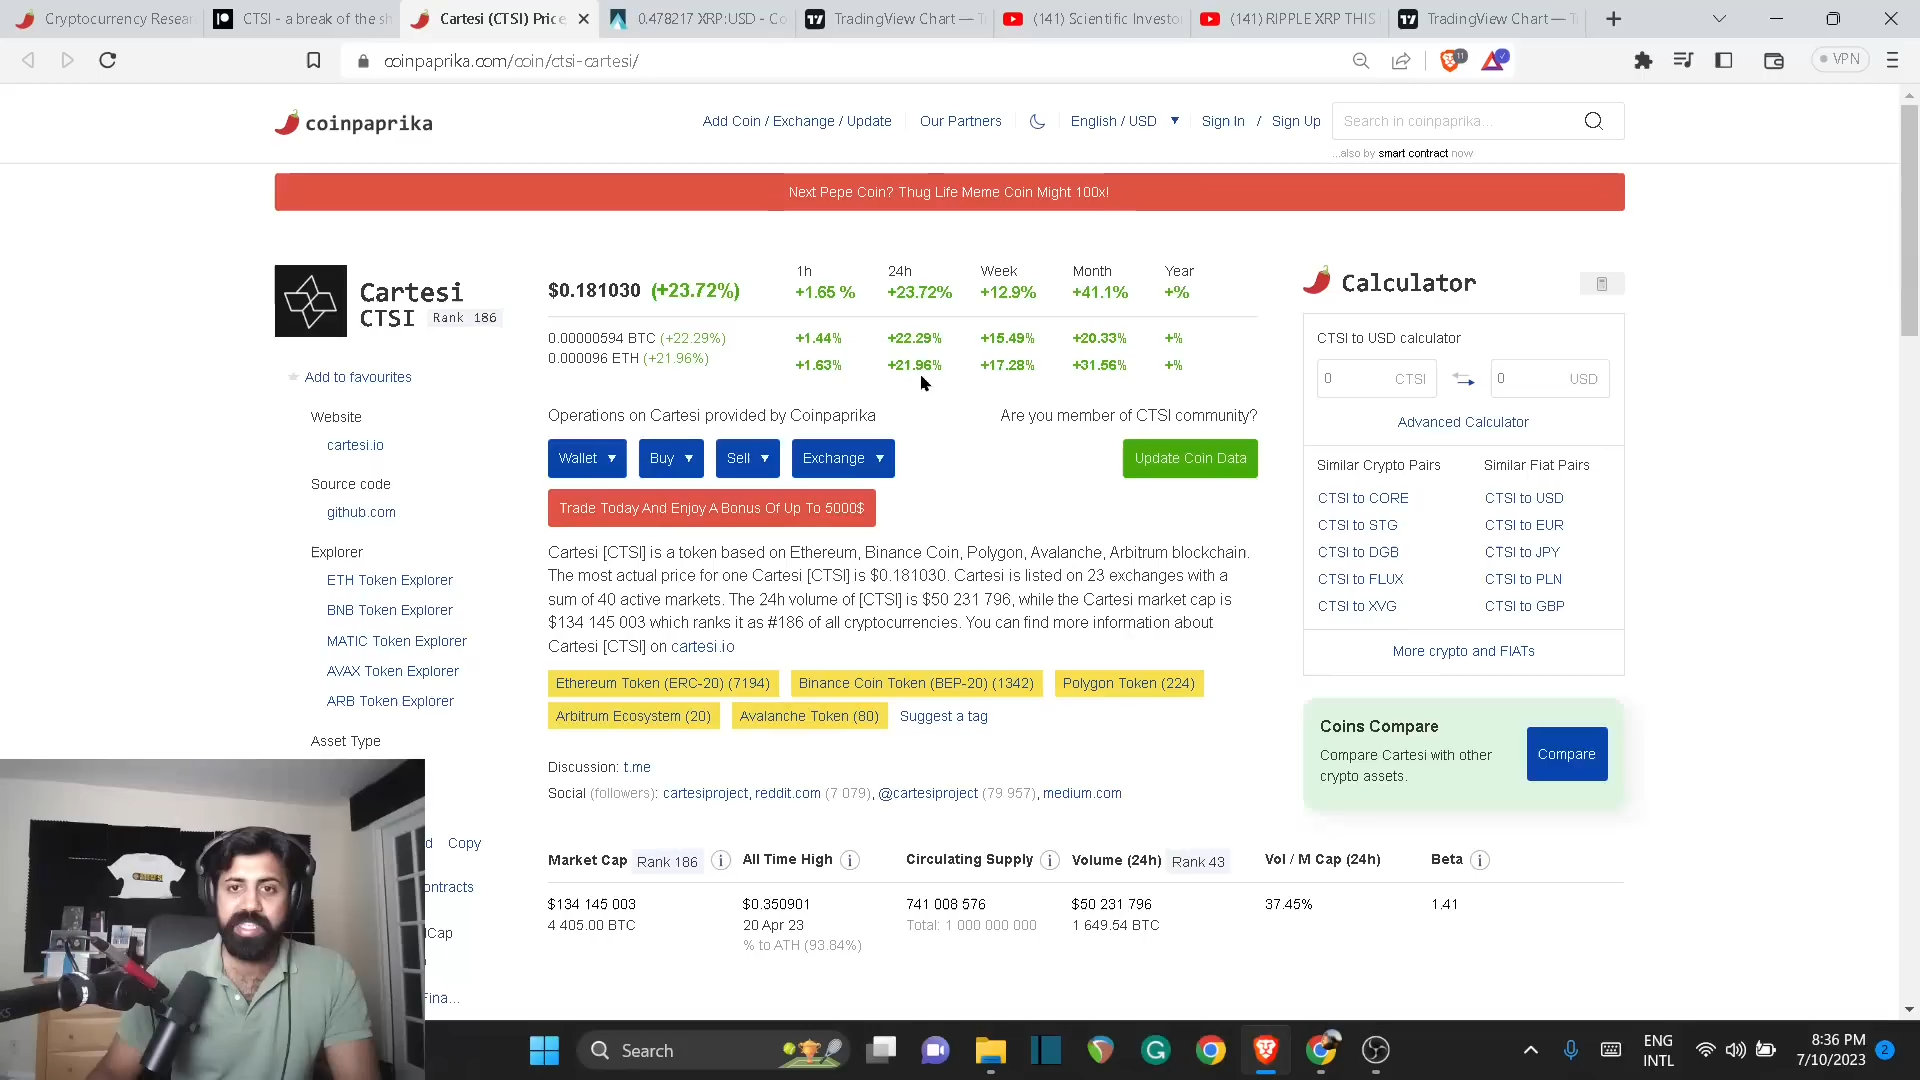 Cryptocurrency Resear
CTSI - a break of the sh
Cartesi (CTSI) Price,
0.478217 XRP:USD - Co
TradingView Chart — T
(141) Scientific Investo
(141) RIPPLE XRP THIS
TradingView Chart — T
coinpaprika.com/coin/ctsi-cartesi/
11
VPN
coinpaprika
Add Coin / Exchange / Update
Our Partners
English / USD
Sign In / Sign Up
Search in coinpaprika...
...also by smart contract now
Next Pepe Coin? Thug Life Meme Coin Might 100x!
Cartesi
CTSI Rank 186
Add to favourites
Website
cartesi.io
Source code
github.com
Explorer
ETH Token Explorer
BNB Token Explorer
MATIC Token Explorer
AVAX Token Explorer
ARB Token Explorer
Asset Type
d Copy
ontracts
Cap
Fina...
$0.181030 (+23.72%)
1h 24h Week Month Year
+1.65 % +23.72% +12.9% +41.1% +%
0.00000594 BTC (+22.29%) +1.44% +22.29% +15.49% +20.33% +%
0.000096 ETH (+21.96%) +1.63% +21.96% +17.28% +31.56% +%
Operations on Cartesi provided by Coinpaprika
Are you member of CTSI community?
Wallet Buy Sell Exchange
Update Coin Data
Trade Today And Enjoy A Bonus Of Up To 5000$
Cartesi [CTSI] is a token based on Ethereum, Binance Coin, Polygon, Avalanche, Arbitrum blockchain.
The most actual price for one Cartesi [CTSI] is $0.181030. Cartesi is listed on 23 exchanges with a
sum of 40 active markets. The 24h volume of [CTSI] is $50 231 796, while the Cartesi market cap is
$134 145 003 which ranks it as #186 of all cryptocurrencies. You can find more information about
Cartesi [CTSI] on cartesi.io
Ethereum Token (ERC-20) (7194) Binance Coin Token (BEP-20) (1342) Polygon Token (224)
Arbitrum Ecosystem (20) Avalanche Token (80) Suggest a tag
Discussion: t.me
Social (followers): cartesiproject, reddit.com (7 079), @cartesiproject (79 957), medium.com
Calculator
CTSI to USD calculator
0 CTSI 0 USD
Advanced Calculator
Similar Crypto Pairs Similar Fiat Pairs
CTSI to CORE CTSI to USD
CTSI to STG CTSI to EUR
CTSI to DGB CTSI to JPY
CTSI to FLUX CTSI to PLN
CTSI to XVG CTSI to GBP
More crypto and FIATs
Coins Compare
Compare Cartesi with other
crypto assets.
Compare
Market Cap Rank 186 All Time High Circulating Supply Volume (24h) Rank 43 Vol / M Cap (24h) Beta
$134 145 003 $0.350901 741 008 576 $50 231 796 37.45% 1.41
4 405.00 BTC 20 Apr 23 Total: 1 000 000 000 1 649.54 BTC
% to ATH (93.84%)
Search
ENG
INTL
8:36 PM
7/10/2023
2